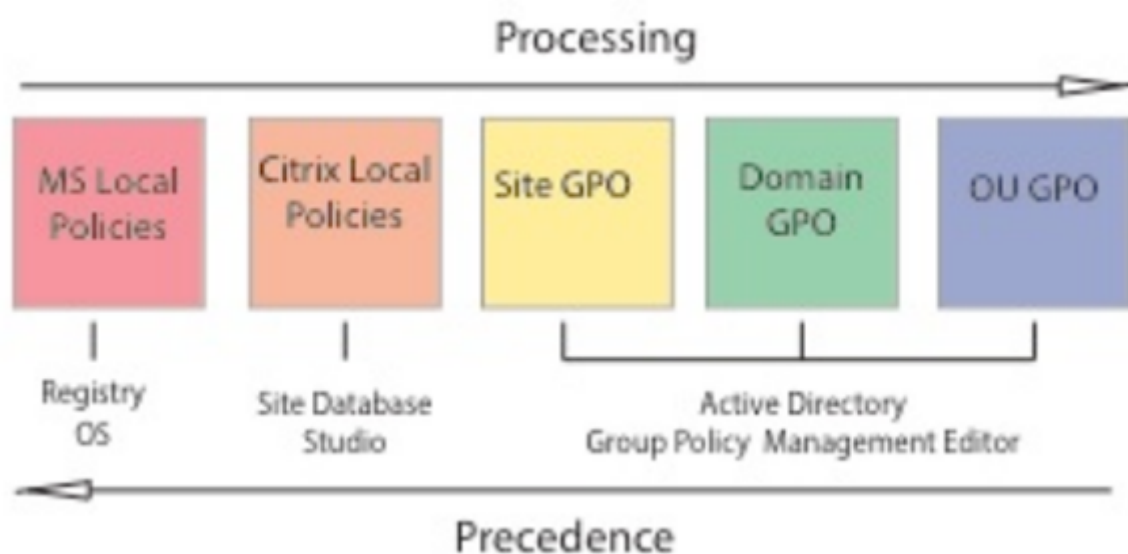 Processing
MS Local
Policies
Citrix Local
Policies
Site GPO
Domain
GPO
OU GPO
Registry
OS
Site Database
Studio
Active Directory
Group Policy Management Editor
Precedence